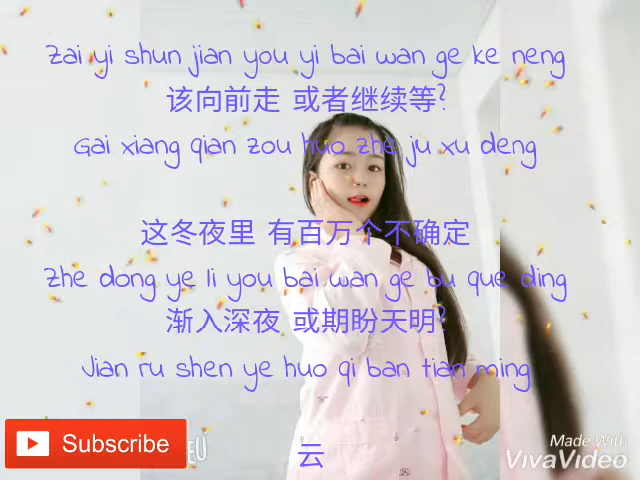 Zai yi shun jian you yi bai wan ge ke neng
该向前走 或者继续等?
Gai xiang qian zou huo zhe ju xu deng
这冬夜里 有百万个不确定
Zhe dong ye li you bai wan ge bu que ding
渐入深夜 或期盼天明?
Jian ru shen ye huo qi ban tian ming
Subscribe
云
Made With
VivaVideo